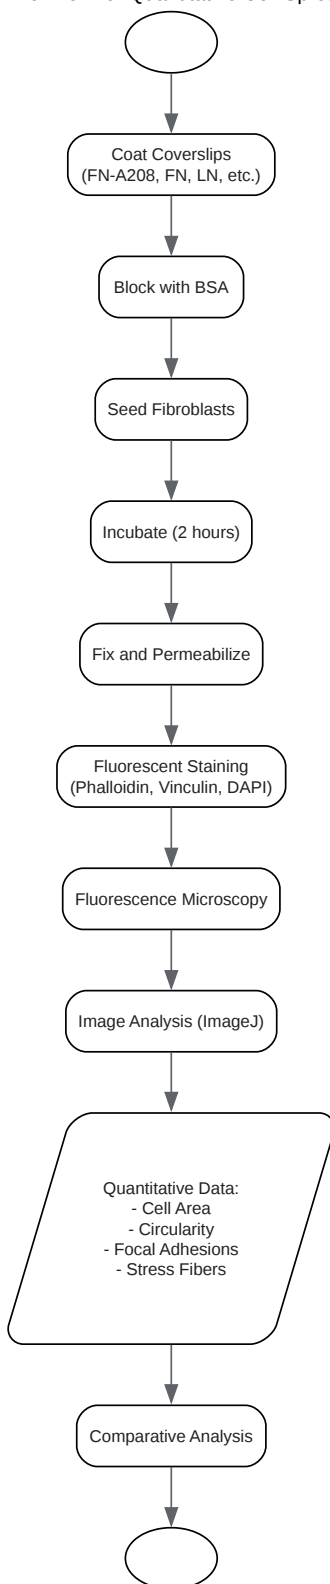 Coat Coverslips
(FN-A208, FN, LN, etc.)
Block with BSA
Seed Fibroblasts
Incubate (2 hours)
Fix and Permeabilize
Fluorescent Staining
(Phalloidin, Vinculin, DAPI)
Fluorescence Microscopy
Image Analysis (ImageJ)
Quantitative Data:
- Cell Area
- Circularity
- Focal Adhesions
- Stress Fibers
Comparative Analysis